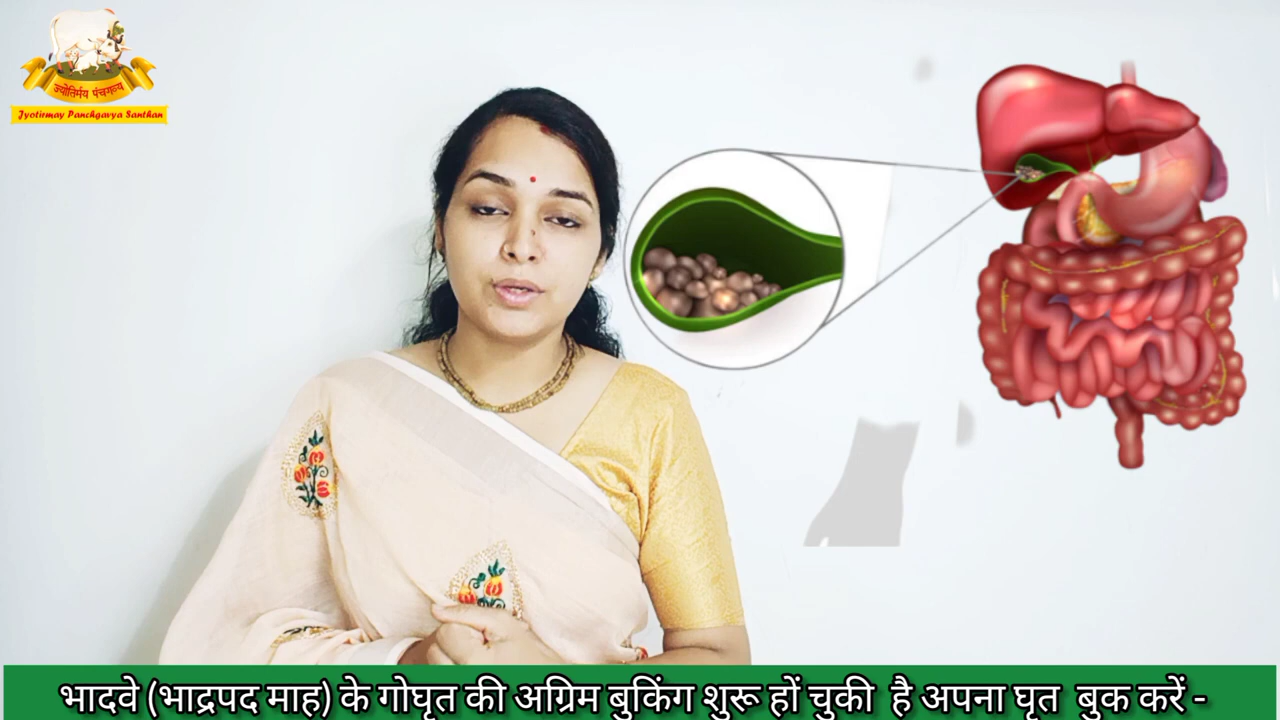 ज्योतिर्मय पंचगव्य
Jyotirmay Panchgavya Santhan
भादवे (भाद्रपद माह) के गोघृत की अग्रिम बुकिंग शुरू हों चुकी है अपना घृत बुक करें -